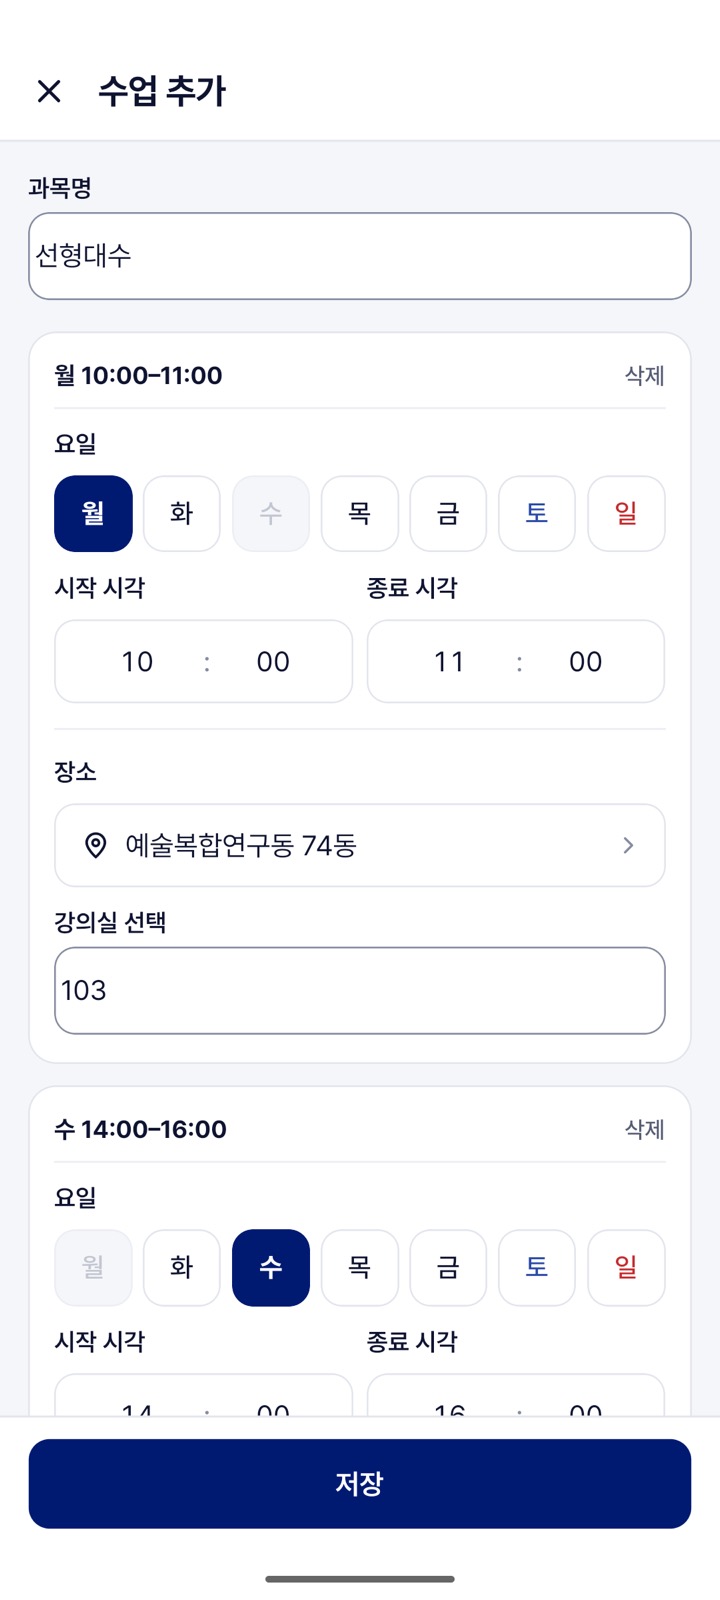 수업 추가
과목명
선형대수
월 10:00–11:00 삭제
요일
월 화 수 목 금 토 일
시작 시각 종료 시각
10 : 00 11 : 00
장소
예술복합연구동 74동
강의실 선택
103
수 14:00–16:00 삭제
요일
월 화 수 목 금 토 일
시작 시각 종료 시각
14 : 00 16 : 00
저장